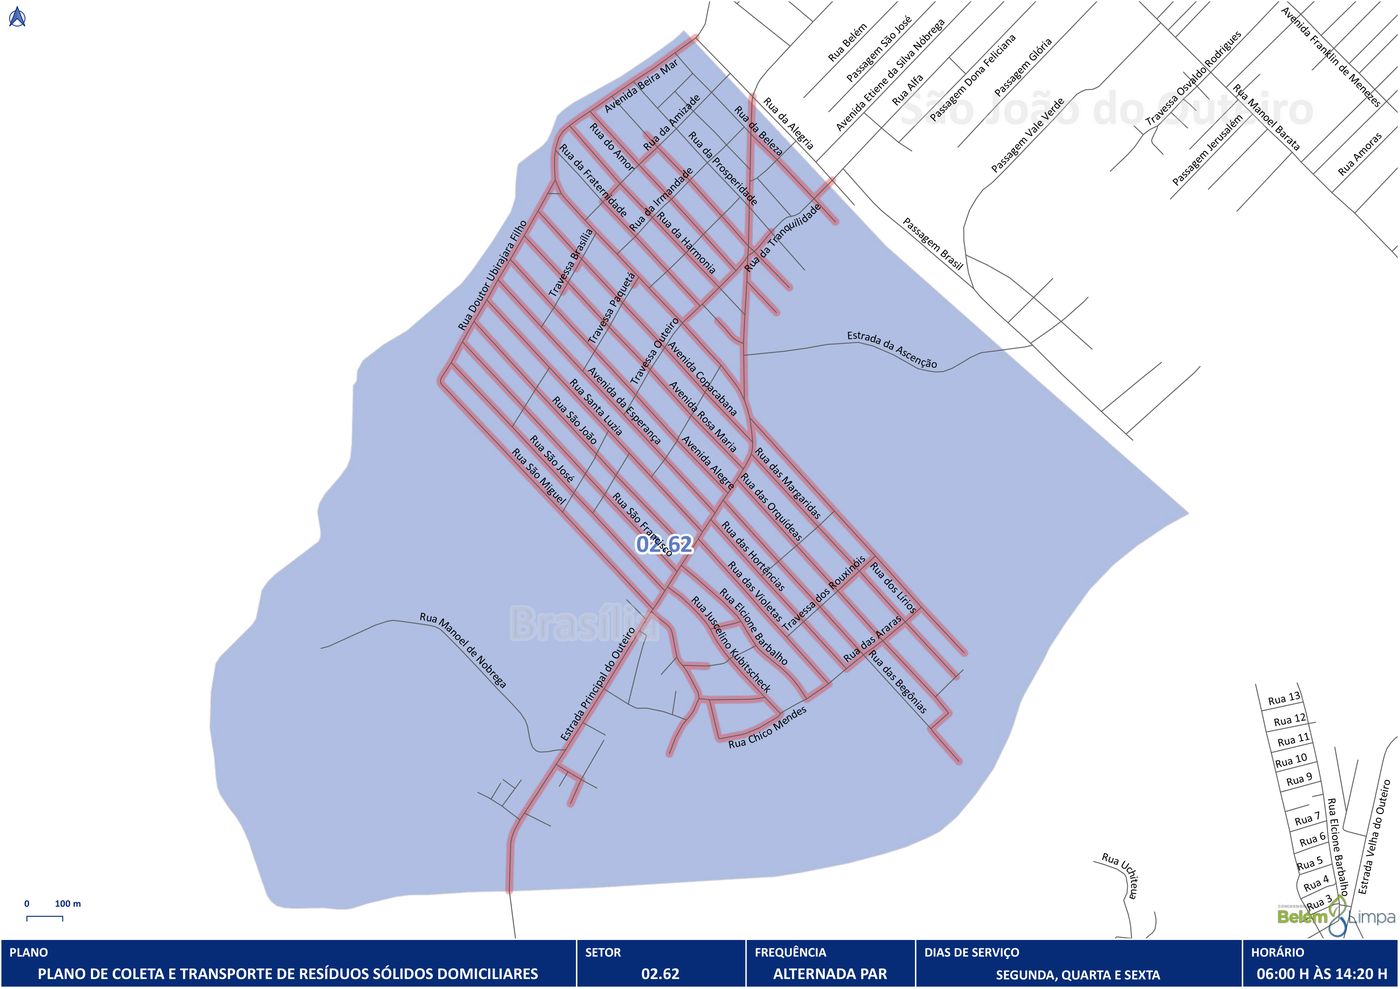 São João do Outeiro
Rua Belém
Passagem São José
Avenida Etiene da Silva Nóbrega
Rua Alfa
Passagem Dona Feliciana
Passagem Glória
Passagem Vale Verde
Travessa Osvaldo Rodrigues
Avenida Franklin de Menezes
Rua Manoel Barata
Passagem Jerusalém
Rua Amoras
Avenida Beira Mar
Rua da Amizade
Rua da Beleza
Rua da Alegria
Rua do Amor
Rua da Prosperidade
Rua da Fraternidade
Rua da Irmandade
Rua da Harmonia
Rua da Tranquilidade
Passagem Brasil
Rua Doutor Ubirajara Filho
Travessa Brasília
Travessa Paquetá
Travessa Outeiro
Estrada da Ascenção
Avenida Copacabana
Avenida Rosa Maria
Avenida da Esperança
Rua Santa Luzia
Rua São João
Avenida Alegre
Rua São José
Rua São Miguel
Rua São Francisco
Rua das Margaridas
Rua das Orquídeas
Rua das Hortências
Rua das Violetas
02.62
Travessa dos Rouxinóis
Rua dos Lírios
Rua Elcione Barbalho
Rua Juscelino Kubitscheck
Rua das Araras
Rua das Begônias
Brasília
Rua Manoel de Nobrega
Estrada Principal do Outeiro
Rua Chico Mendes
Rua 13
Rua 12
Rua 11
Rua 10
Rua 9
Rua 7
Rua 6
Rua 5
Rua 4
Rua 3
Rua Elcione Barbalho
Estrada Velha do Outeiro
Rua Uchiteua
0 100 m
Belém Limpa
PLANO
PLANO DE COLETA E TRANSPORTE DE RESÍDUOS SÓLIDOS DOMICILIARES
SETOR
02.62
FREQUÊNCIA
ALTERNADA PAR
DIAS DE SERVIÇO
SEGUNDA, QUARTA E SEXTA
HORÁRIO
06:00 H ÀS 14:20 H